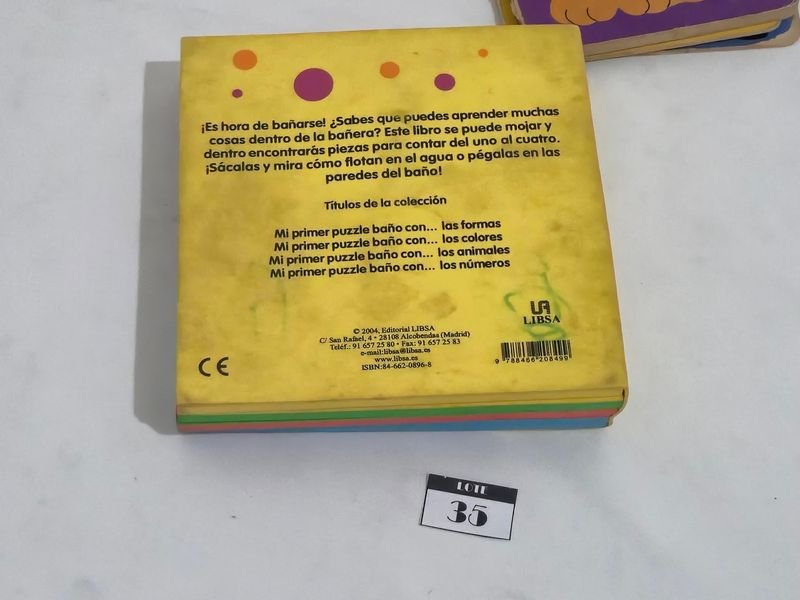 ¡Es hora de bañarse! ¿Sabes que puedes aprender muchas
cosas dentro de la bañera? Este libro se puede mojar y
dentro encontrarás piezas para contar del uno al cuatro.
¡Sácalas y mira cómo flotan en el agua o pégalas en las
paredes del baño!
Títulos de la colección
Mi primer puzzle baño con... las formas
Mi primer puzzle baño con... los colores
Mi primer puzzle baño con... los animales
Mi primer puzzle baño con... los números
LIBSA
© 2004, Editorial LIBSA
C/ San Rafael, 4 • 28108 Alcobendas (Madrid)
Teléf.: 91 657 25 80 • Fax: 91 657 25 83
e-mail:libsa@libsa.es
www.libsa.es
ISBN:84-662-0896-8
CE
9 788466 208499
LOTE
35